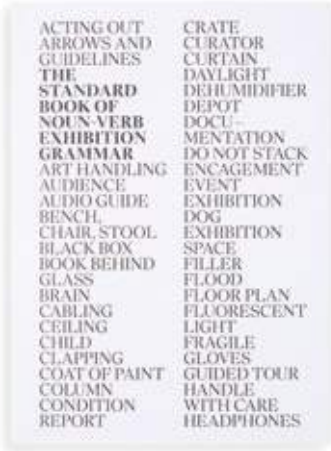 ACTING OUT
ARROWS AND
GUIDELINES
THE
STANDARD
BOOK OF
NOUN-VERB
EXHIBITION
GRAMMAR
ART HANDLING
AUDIENCE
AUDIO GUIDE
BENCH,
CHAIR, STOOL
BLACK BOX
BOOK BEHIND
GLASS
BRAIN
CABLING
CEILING
CHILD
CLAPPING
COAT OF PAINT
COLUMN
CONDITION
REPORT
CRATE
CURATOR
CURTAIN
DAYLIGHT
DEHUMIDIFIER
DEPOT
DOCU–
MENTATION
DO NOT STACK
ENCAGEMENT
EVENT
EXHIBITION
DOG
EXHIBITION
SPACE
FILLER
FLOOD
FLOOR PLAN
FLUORESCENT
LIGHT
FRAGILE
GLOVES
GUIDED TOUR
HANDLE
WITH CARE
HEADPHONES